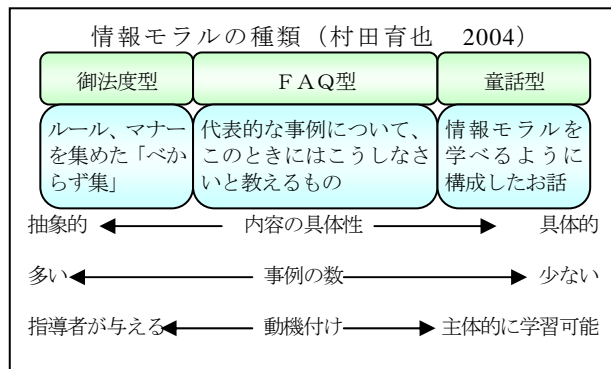 情報モラルの種類（村田育也　2004）
御法度型　ＦＡＱ型　童話型
ルール、マナー
を集めた「べか
らず集」
代表的な事例について、
このときにはこうしなさ
いと教えるもの
情報モラルを
学べるように
構成したお話
抽象的　内容の具体性　具体的
多い　事例の数　少ない
指導者が与える　動機付け　主体的に学習可能